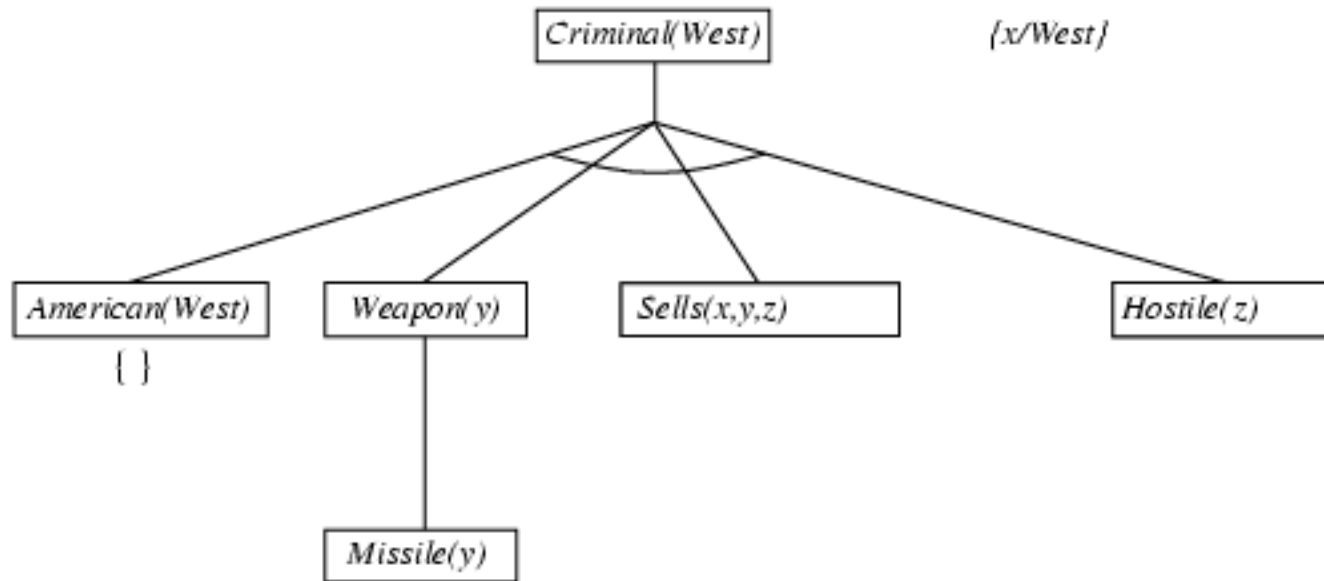 Criminal(West)
{x/West}
American(West)
Weapon(y)
Sells(x,y,z)
Hostile(z)
{ }
Missile(y)